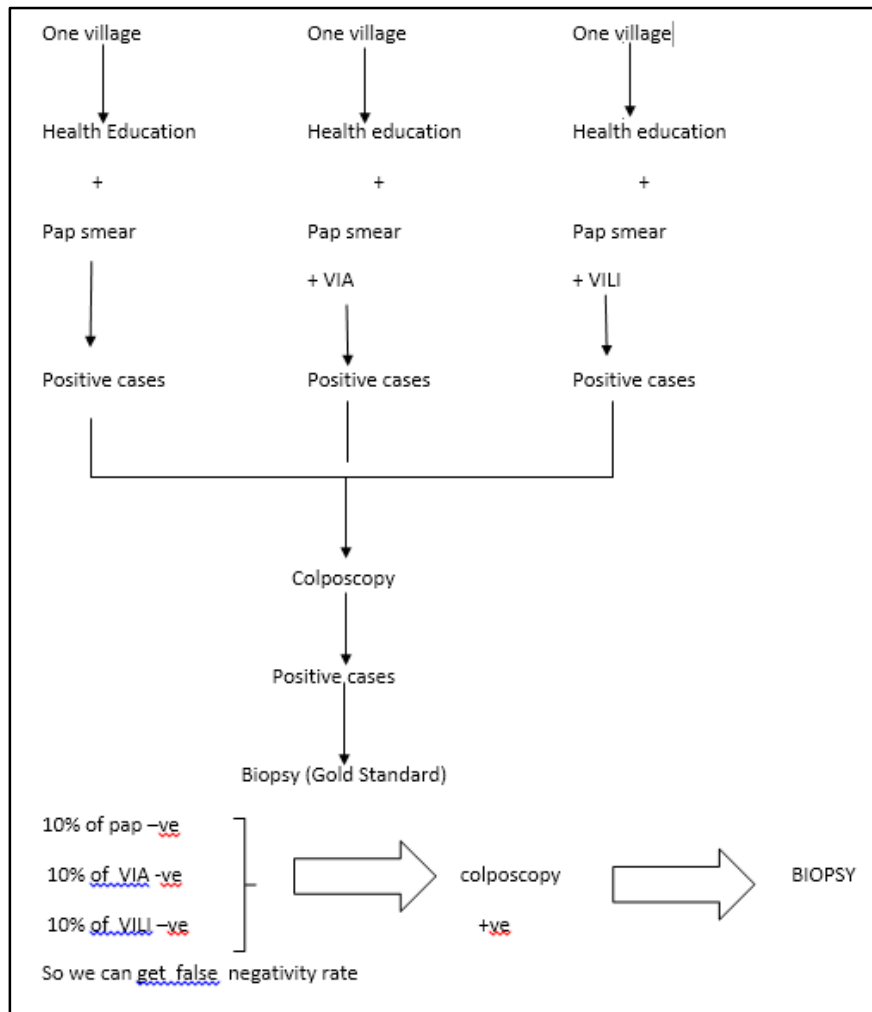 One village One village One village
Health Education Health education Health education
+ + +
Pap smear Pap smear Pap smear
+ VIA + VILI
Positive cases Positive cases Positive cases
Colposcopy
Positive cases
Biopsy (Gold Standard)
10% of pap –ve
10% of VIA -ve colposcopy BIOPSY
10% of VILI –ve +ve
So we can get false negativity rate